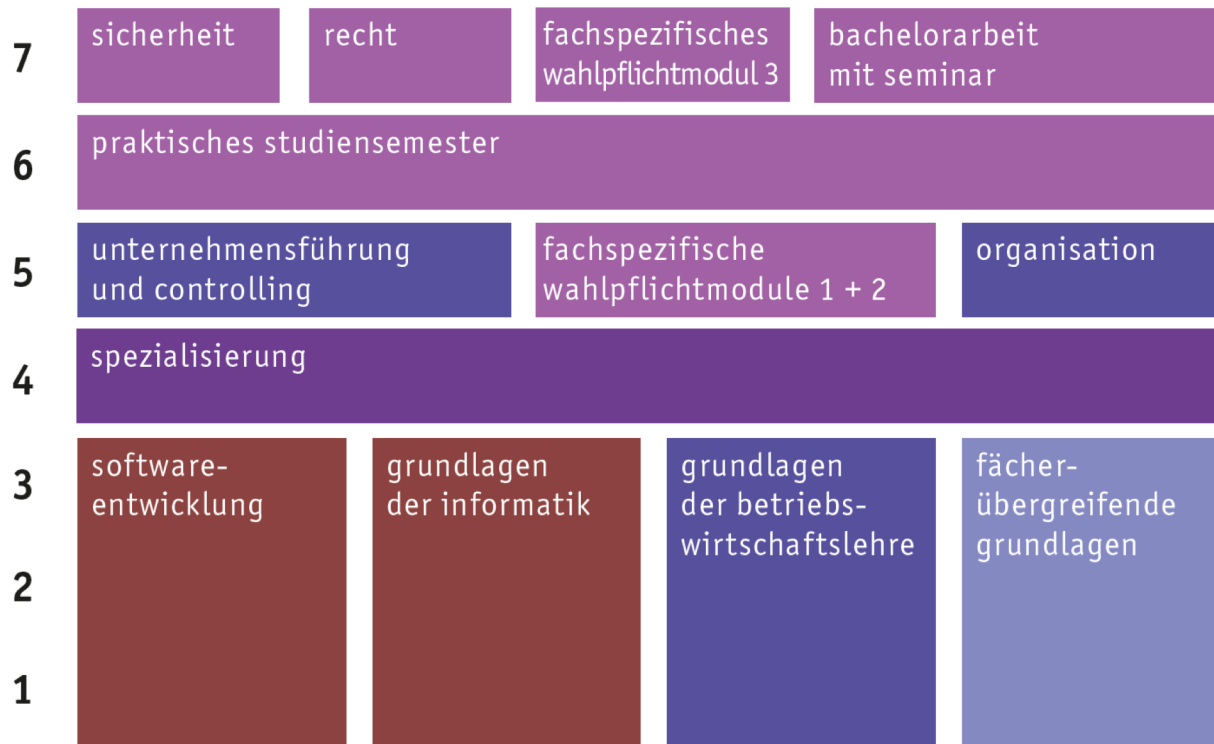 7
sicherheit
recht
fachspezifisches
wahlpflichtmodul 3
bachelorarbeit
mit seminar
6
praktisches studiensemester
5
unternehmensführung
und controlling
fachspezifische
wahlpflichtmodule 1 + 2
organisation
4
spezialisierung
3
software-
entwicklung
grundlagen
der informatik
grundlagen
der betriebs-
wirtschaftslehre
fächer-
übergreifende
grundlagen
2
1